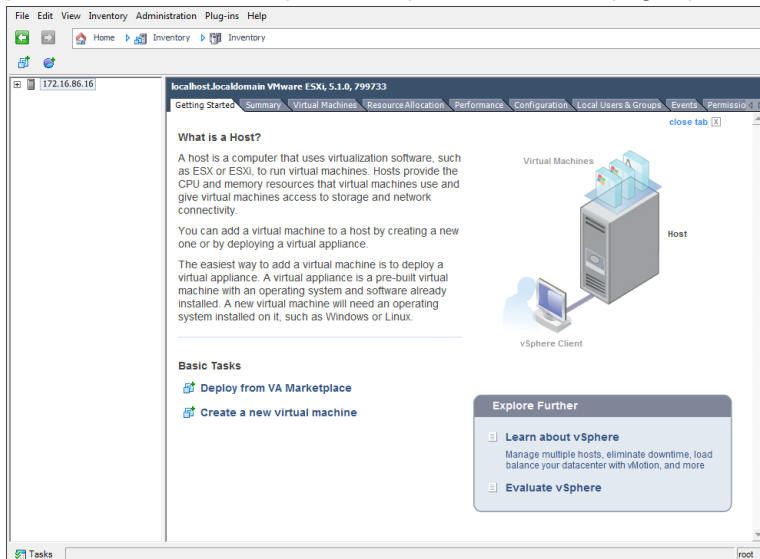 File Edit View Inventory Administration Plug-ins Help
Home Inventory Inventory
172.16.86.16
localhost.localdomain VMware ESXi, 5.1.0, 799733
Getting Started Summary Virtual Machines Resource Allocation Performance Configuration Local Users & Groups Events Permissio
close tab X
What is a Host?
A host is a computer that uses virtualization software, such
as ESX or ESXi, to run virtual machines. Hosts provide the
CPU and memory resources that virtual machines use and
give virtual machines access to storage and network
connectivity.
You can add a virtual machine to a host by creating a new
one or by deploying a virtual appliance.
The easiest way to add a virtual machine is to deploy a
virtual appliance. A virtual appliance is a pre-built virtual
machine with an operating system and software already
installed. A new virtual machine will need an operating
system installed on it, such as Windows or Linux.
Virtual Machines
Host
vSphere Client
Basic Tasks
Deploy from VA Marketplace
Create a new virtual machine
Explore Further
Learn about vSphere
Manage multiple hosts, eliminate downtime, load
balance your datacenter with vMotion, and more
Evaluate vSphere
Tasks
root